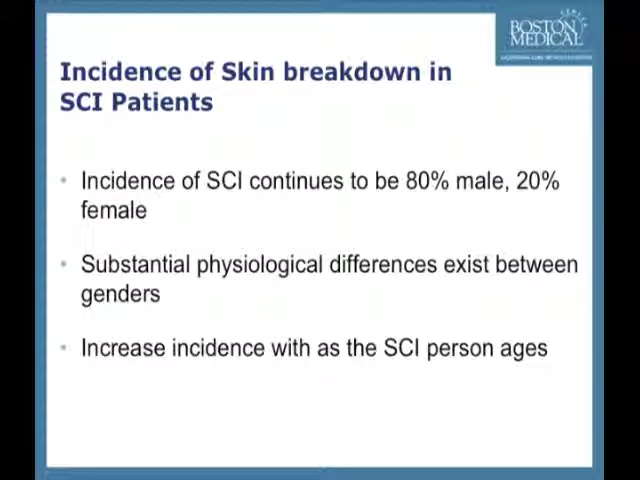 BOSTON
MEDICAL
CENTER
Incidence of Skin breakdown in
SCI Patients
• Incidence of SCI continues to be 80% male, 20%
female
• Substantial physiological differences exist between
genders
• Increase incidence with as the SCI person ages